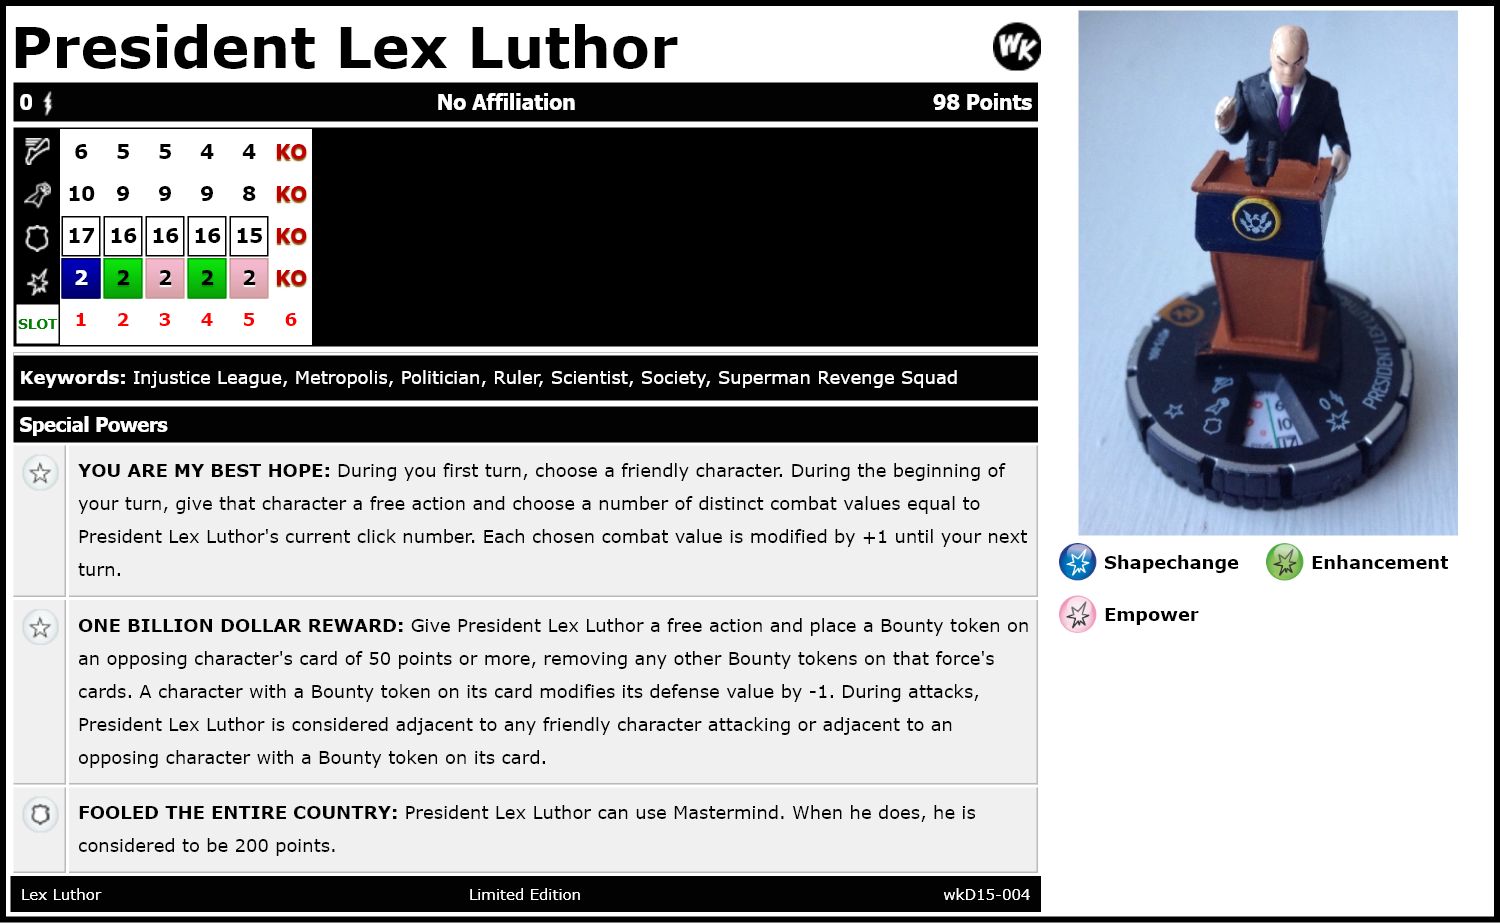 President Lex Luthor
WK
0 No Affiliation 98 Points
6 5 5 4 4 KO
10 9 9 9 8 KO
17 16 16 16 15 KO
2 2 2 2 2 KO
SLOT 1 2 3 4 5 6
Keywords: Injustice League, Metropolis, Politician, Ruler, Scientist, Society, Superman Revenge Squad
Special Powers
YOU ARE MY BEST HOPE: During you first turn, choose a friendly character. During the beginning of
your turn, give that character a free action and choose a number of distinct combat values equal to
President Lex Luthor's current click number. Each chosen combat value is modified by +1 until your next
turn.
ONE BILLION DOLLAR REWARD: Give President Lex Luthor a free action and place a Bounty token on
an opposing character's card of 50 points or more, removing any other Bounty tokens on that force's
cards. A character with a Bounty token on its card modifies its defense value by -1. During attacks,
President Lex Luthor is considered adjacent to any friendly character attacking or adjacent to an
opposing character with a Bounty token on its card.
FOOLED THE ENTIRE COUNTRY: President Lex Luthor can use Mastermind. When he does, he is
considered to be 200 points.
Lex Luthor Limited Edition wkD15-004
PRESIDENT LEX LUTHOR
0
6
10
17
Shapechange Enhancement
Empower